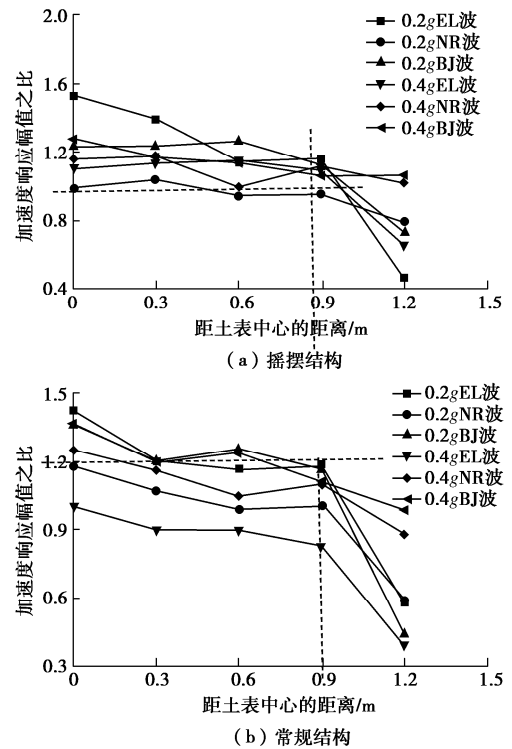 2.0
1.6
1.2
0.8
0.4
加速度响应幅值之比
0.2gEL波
0.2gNR波
0.2gBJ波
0.4gEL波
0.4gNR波
0.4gBJ波
0 0.3 0.6 0.9 1.2 1.5
距土表中心的距离/m
(a)摇摆结构
1.5
1.2
0.9
0.6
0.3
加速度响应幅值之比
0.2gEL波
0.2gNR波
0.2gBJ波
0.4gEL波
0.4gNR波
0.4gBJ波
0 0.3 0.6 0.9 1.2 1.5
距土表中心的距离/m
(b)常规结构